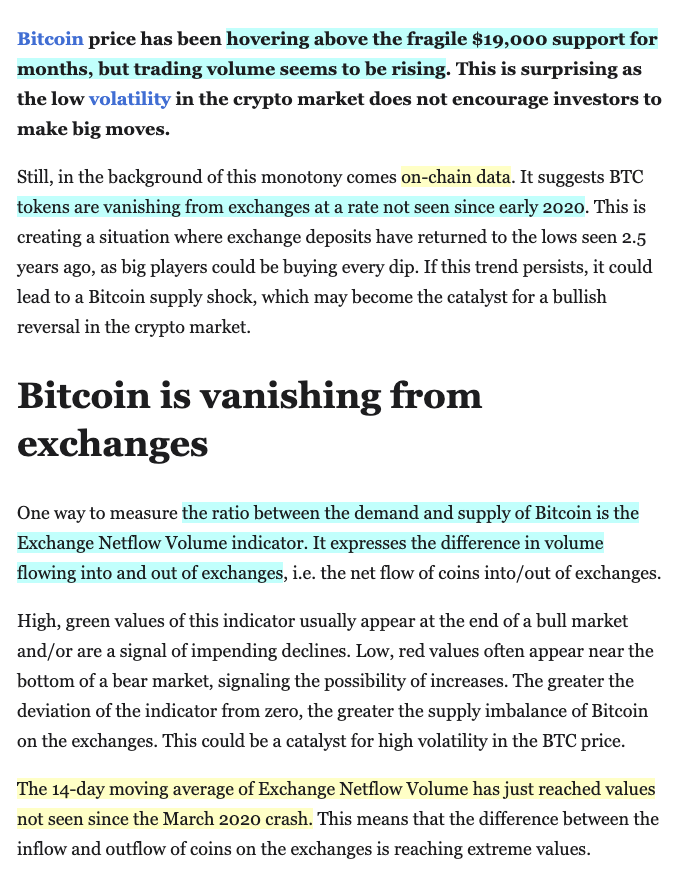 Bitcoin price has been hovering above the fragile $19,000 support for
months, but trading volume seems to be rising. This is surprising as
the low volatility in the crypto market does not encourage investors to
make big moves.
Still, in the background of this monotony comes on-chain data. It suggests BTC
tokens are vanishing from exchanges at a rate not seen since early 2020. This is
creating a situation where exchange deposits have returned to the lows seen 2.5
years ago, as big players could be buying every dip. If this trend persists, it could
lead to a Bitcoin supply shock, which may become the catalyst for a bullish
reversal in the crypto market.
Bitcoin is vanishing from
exchanges
One way to measure the ratio between the demand and supply of Bitcoin is the
Exchange Netflow Volume indicator. It expresses the difference in volume
flowing into and out of exchanges, i.e. the net flow of coins into/out of exchanges.
High, green values of this indicator usually appear at the end of a bull market
and/or are a signal of impending declines. Low, red values often appear near the
bottom of a bear market, signaling the possibility of increases. The greater the
deviation of the indicator from zero, the greater the supply imbalance of Bitcoin
on the exchanges. This could be a catalyst for high volatility in the BTC price.
The 14-day moving average of Exchange Netflow Volume has just reached values
not seen since the March 2020 crash. This means that the difference between the
inflow and outflow of coins on the exchanges is reaching extreme values.